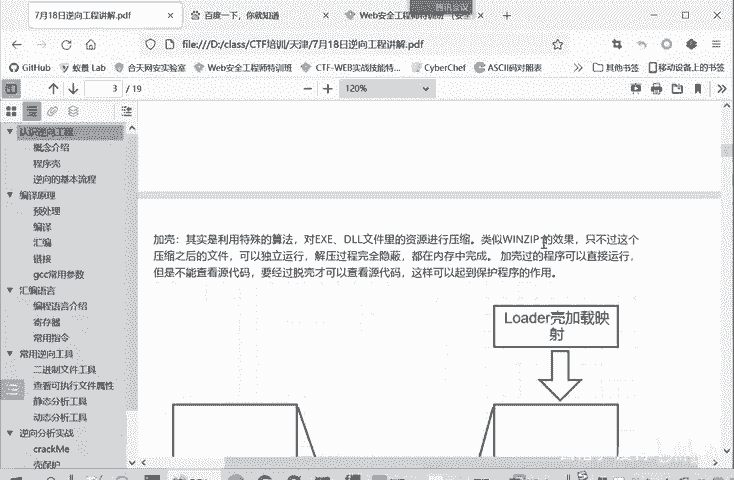 腾讯会议
7月18日逆向工程讲解.pdf
百度一下,你就知道
Web安全工程师特训班
file:///D:/class/CTF培训/天津/7月18日逆向工程讲解.pdf
GitHub
蚁景 Lab
合天网安实验室
Web安全工程师特训班
CTF-WEB实战技能特...
CyberChef
ASCII码对照表
其他书签
移动设备上的书签
3 / 19
120%
认识逆向工程
概念介绍
程序壳
逆向的基本流程
编译原理
预处理
编译
汇编
链接
gcc常用参数
汇编语言
编程语言介绍
寄存器
常用指令
常用逆向工具
二进制文件工具
查看可执行文件属性
静态分析工具
动态分析工具
逆向分析实战
crackMe
壳保护
加壳:其实是利用特殊的算法,对EXE、DLL文件里的资源进行压缩。类似WINZIP 的效果,只不过这个
压缩之后的文件,可以独立运行,解压过程完全隐蔽,都在内存中完成。 加壳过的程序可以直接运行,
但是不能查看源代码,要经过脱壳才可以查看源代码,这样可以起到保护程序的作用。
Loader壳加载映
射